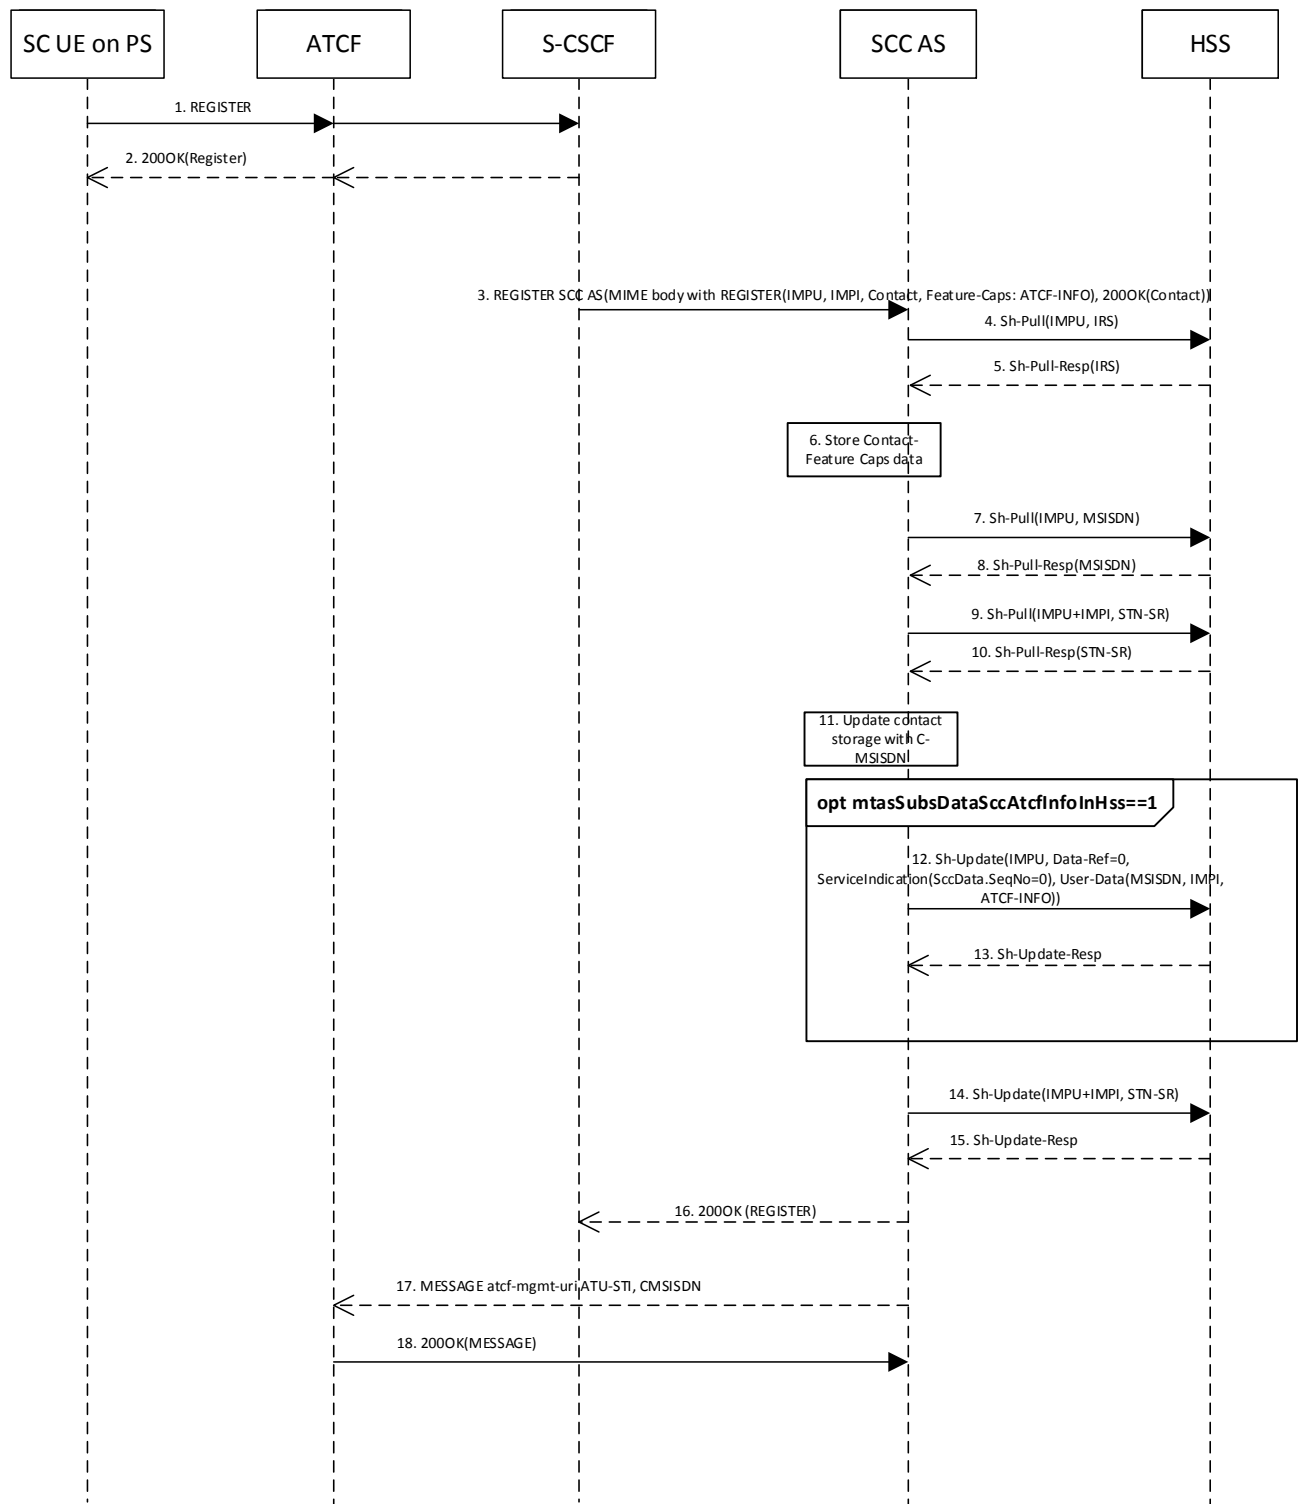 SC UE on PS
ATCF
S-CSCF
SCC AS
HSS
1. REGISTER
2. 200OK(Register)
3. REGISTER SCC AS(MIME body with REGISTER(IMPU, IMPI, Contact, Feature-Caps: ATCF-INFO), 200OK(Contact))
4. Sh-Pull(IMPU, IRS)
5. Sh-Pull-Resp(IRS)
6. Store Contact-
Feature Caps data
7. Sh-Pull(IMPU, MSISDN)
8. Sh-Pull-Resp(MSISDN)
9. Sh-Pull(IMPU+IMPI, STN-SR)
10. Sh-Pull-Resp(STN-SR)
11. Update contact
storage with C-
MSISDN
opt mtasSubsDataSccAtcfInfoInHss==1
12. Sh-Update(IMPU, Data-Ref=0,
ServiceIndication(SccData.SeqNo=0), User-Data(MSISDN, IMPI,
ATCF-INFO))
13. Sh-Update-Resp
14. Sh-Update(IMPU+IMPI, STN-SR)
15. Sh-Update-Resp
16. 200OK (REGISTER)
17. MESSAGE atcf-mgmt-uri ATU-STI, CMSISDN
18. 200OK(MESSAGE)